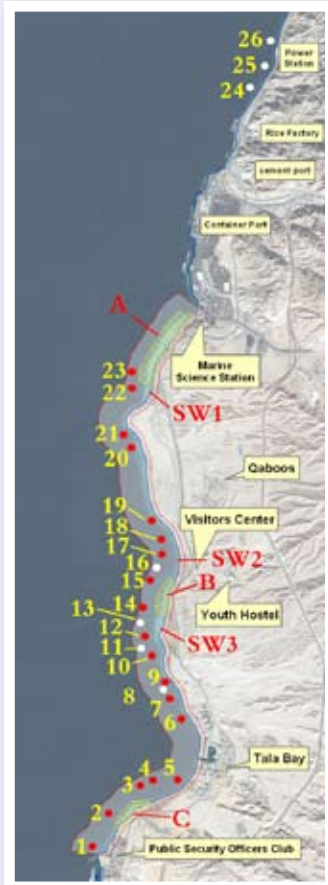 26
Power
Station
25
24
Rice Factory
cement port
Container Port
A
Marine
Science Station
23
22
SW1
21
20
Qaboos
19
Visitors Center
18
17
SW2
16
15
B
14
Youth Hostel
13
12
SW3
11
10
9
8
7
6
Tala Bay
5
4
3
2
C
1
Public Security Officers Club